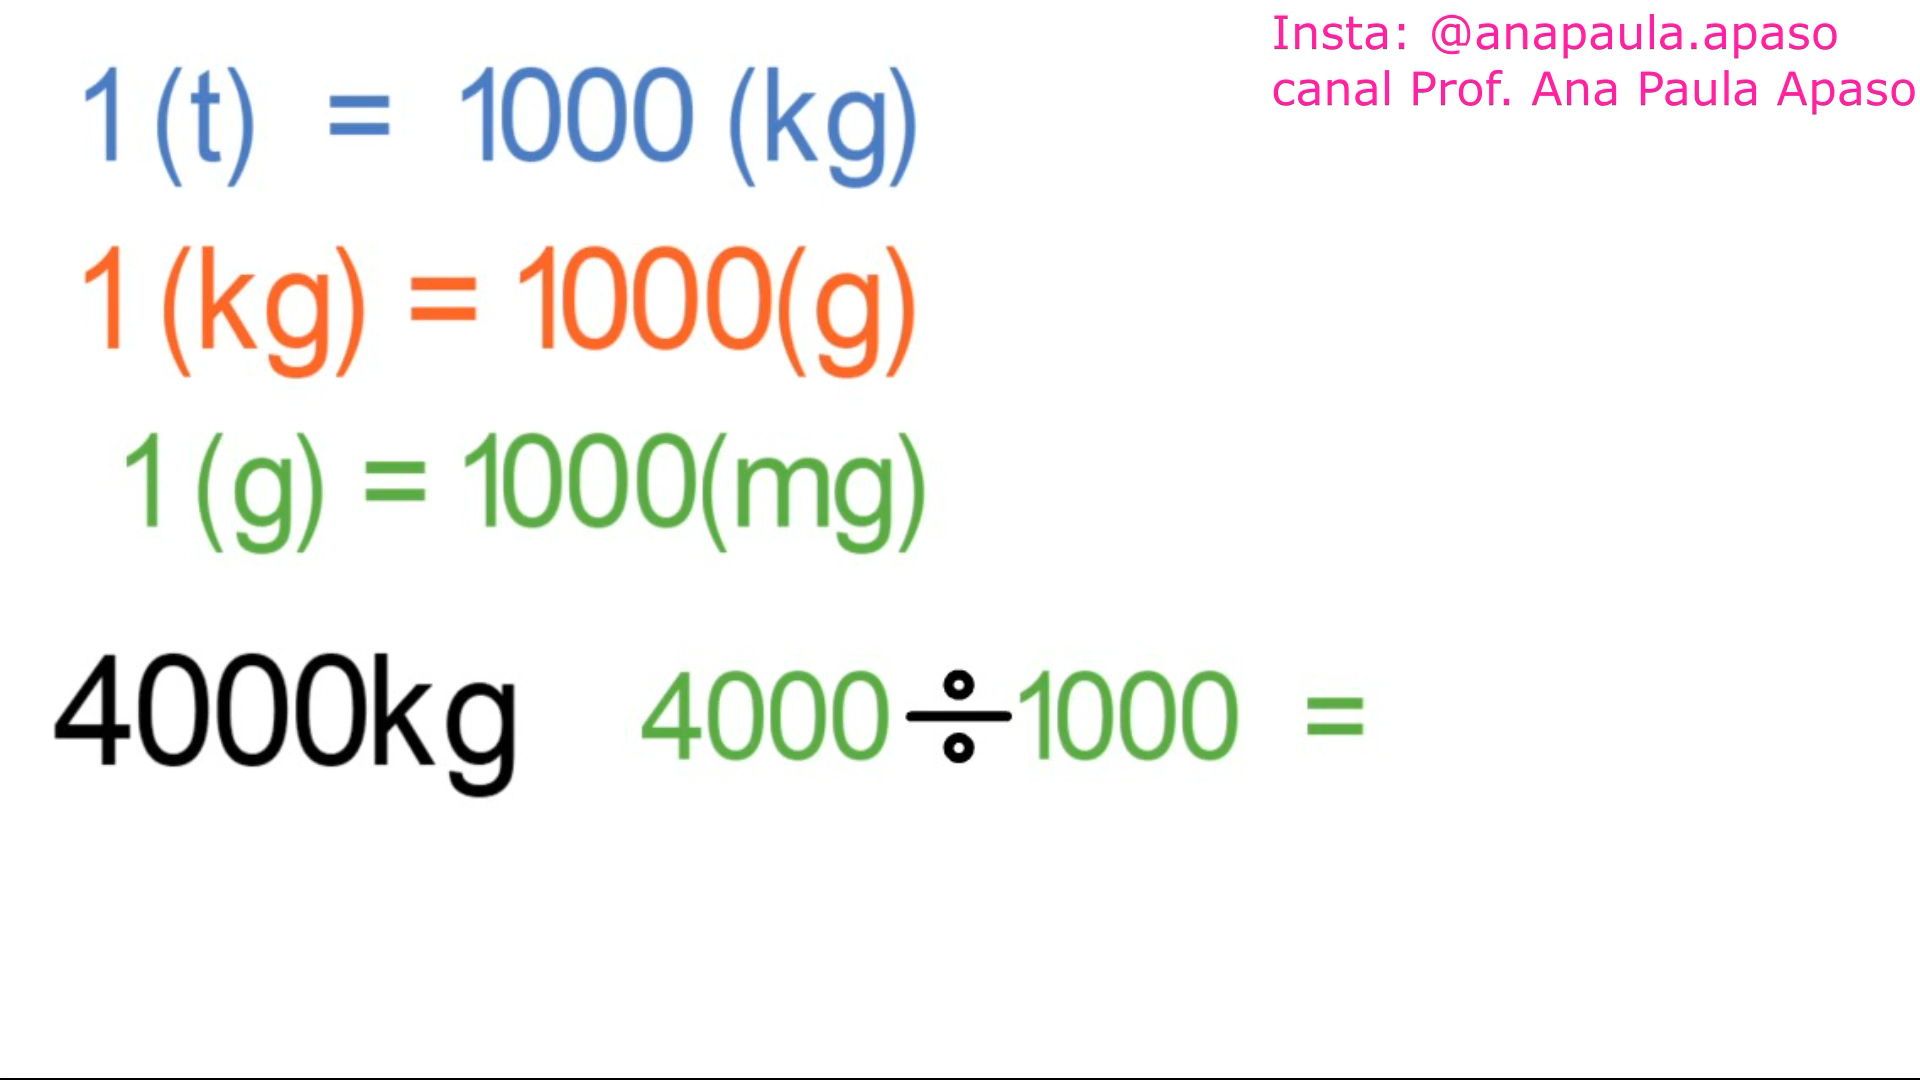 Insta: @anapaula.apaso
canal Prof. Ana Paula Apaso
1 (t) = 1000 (kg)
1 (kg) = 1000(g)
1 (g) = 1000(mg)
4000kg 4000 ÷ 1000 =